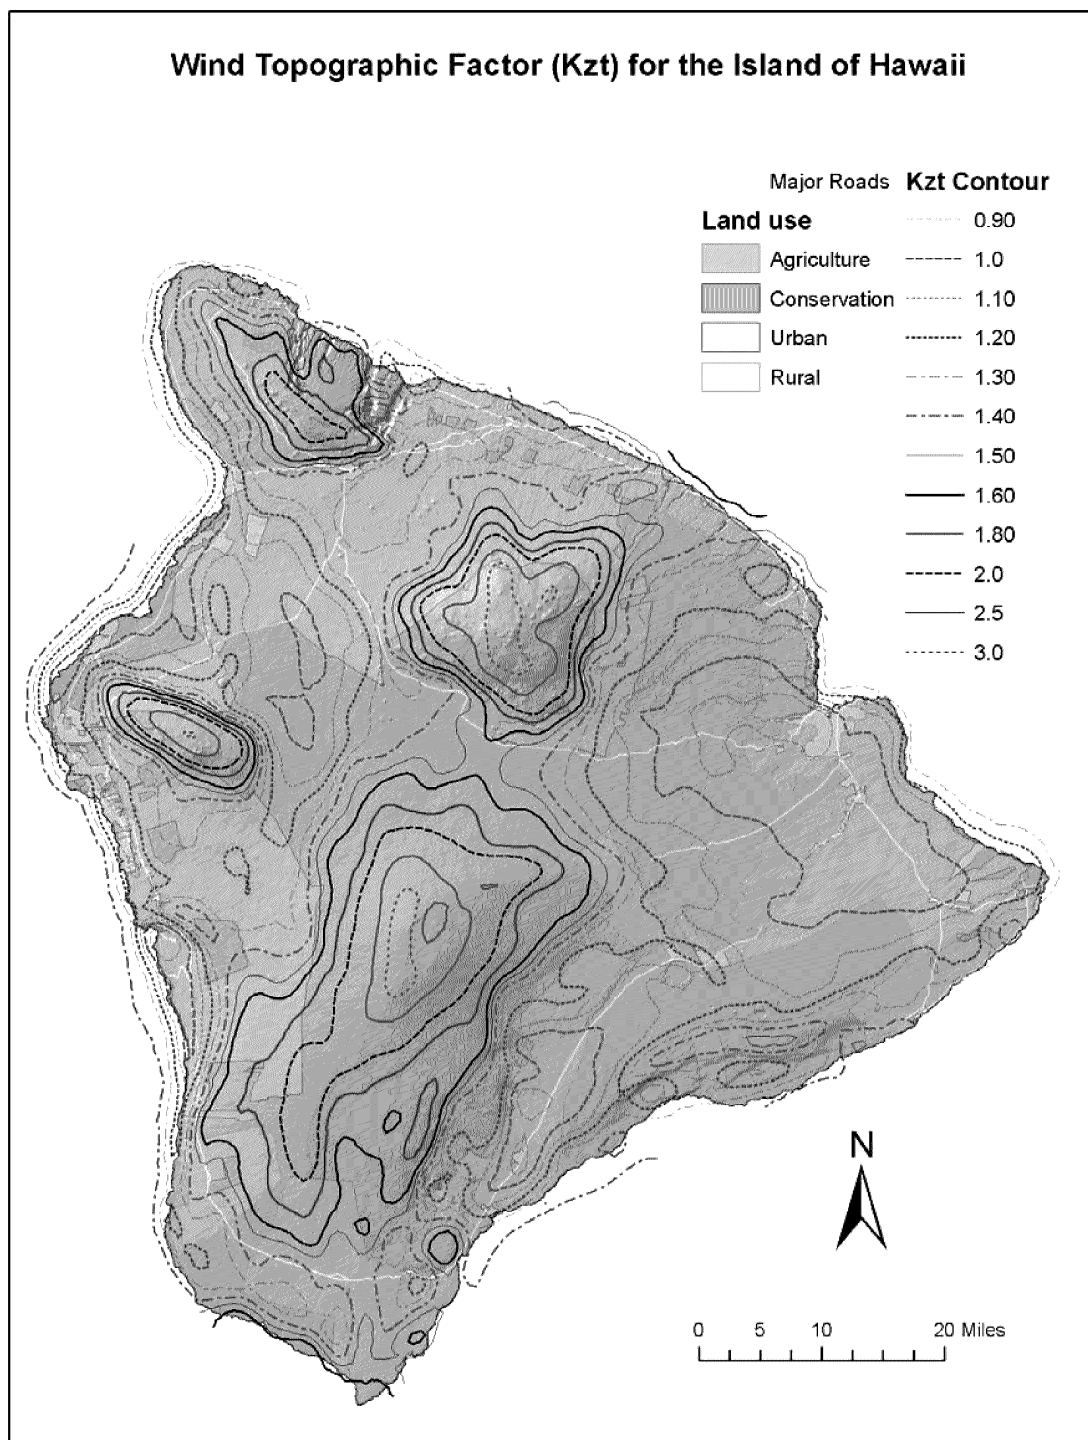 Wind Topographic Factor (Kzt) for the Island of Hawaii
Major Roads
Land use
Agriculture
Conservation
Urban
Rural
Kzt Contour
0.90
1.0
1.10
1.20
1.30
1.40
1.50
1.60
1.80
2.0
2.5
3.0
N
0 5 10 20 Miles